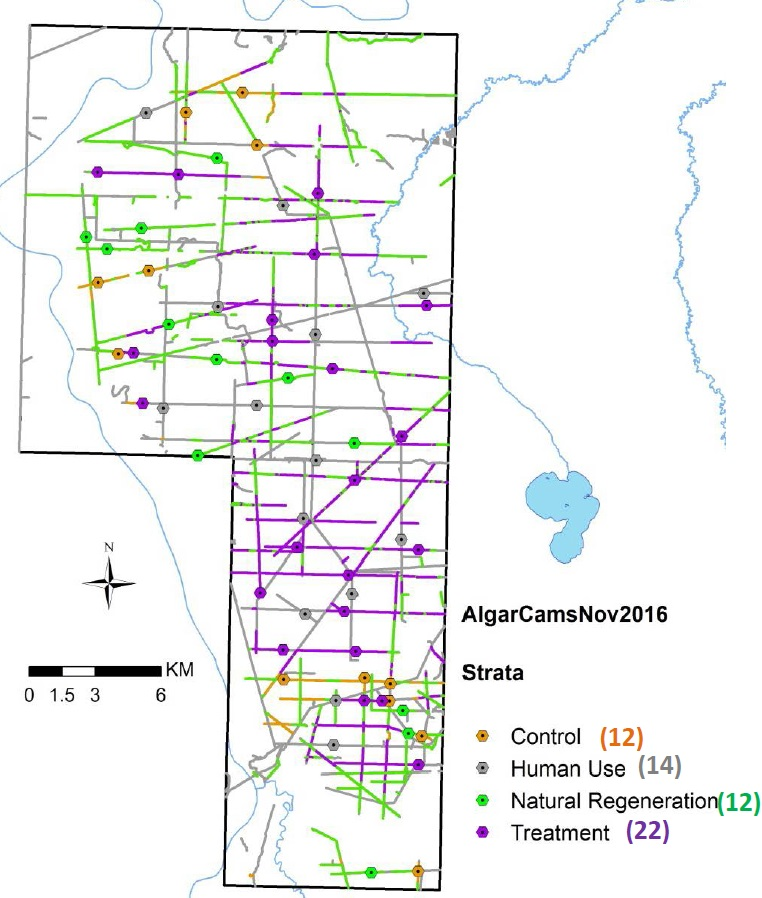 N
KM
0 1.5 3 6
AlgarCamsNov2016
Strata
Control (12)
Human Use (14)
Natural Regeneration (12)
Treatment (22)